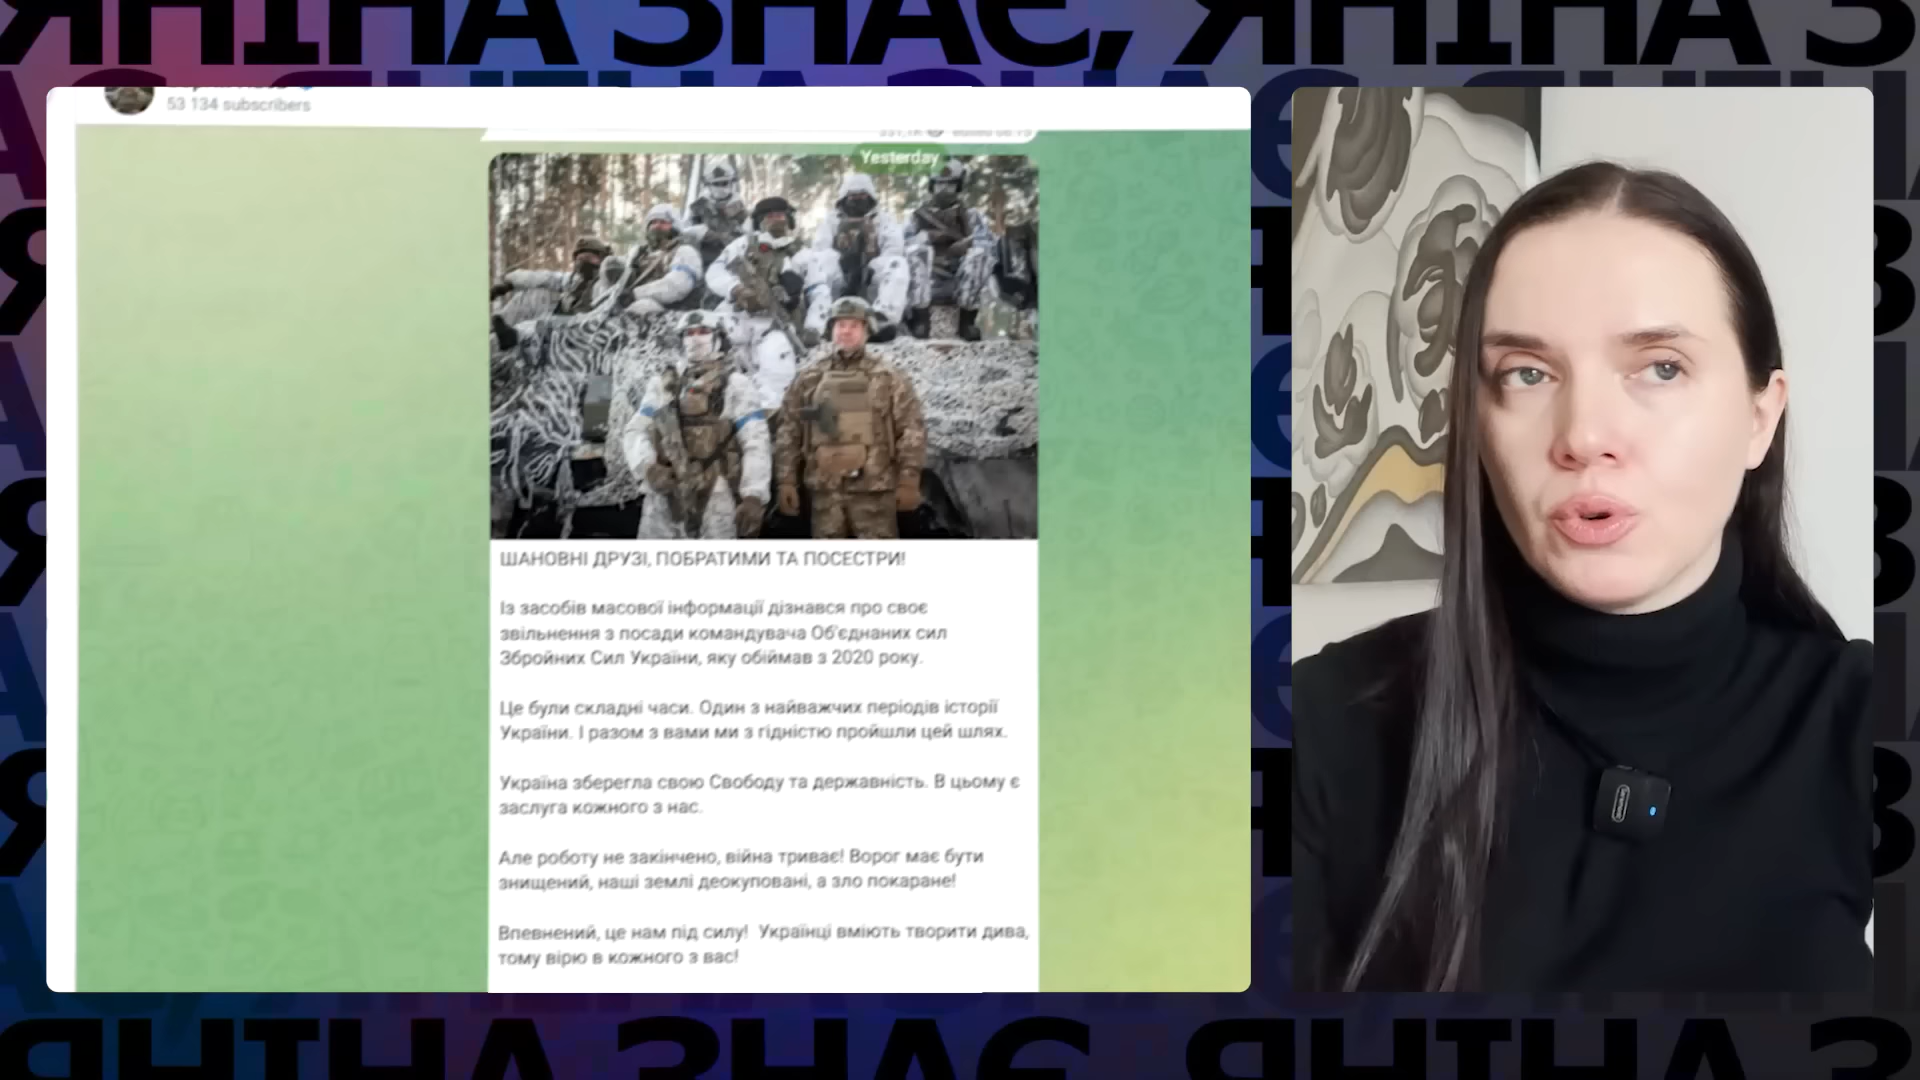 ЯНІНА ЗНАЄ, ЯНІНА З
53 134 subscribers
Yesterday
ШАНОВНІ ДРУЗІ, ПОБРАТИМИ ТА ПОСЕСТРИ!
Із засобів масової інформації дізнався про своє
звільнення з посади командувача Об'єднаних сил
Збройних Сил України, яку обіймав з 2020 року.
Це були складні часи. Один з найважчих періодів історії
України. І разом з вами ми з гідністю пройшли цей шлях.
Україна зберегла свою Свободу та державність. В цьому є
заслуга кожного з нас.
Але роботу не закінчено, війна триває! Ворог має бути
знищений, наші землі деокуповані, а зло покаране!
Впевнений, це нам під силу! Українці вміють творити дива,
тому вірю в кожного з вас!
ЯНІНА ЗНАЄ, ЯНІНА З